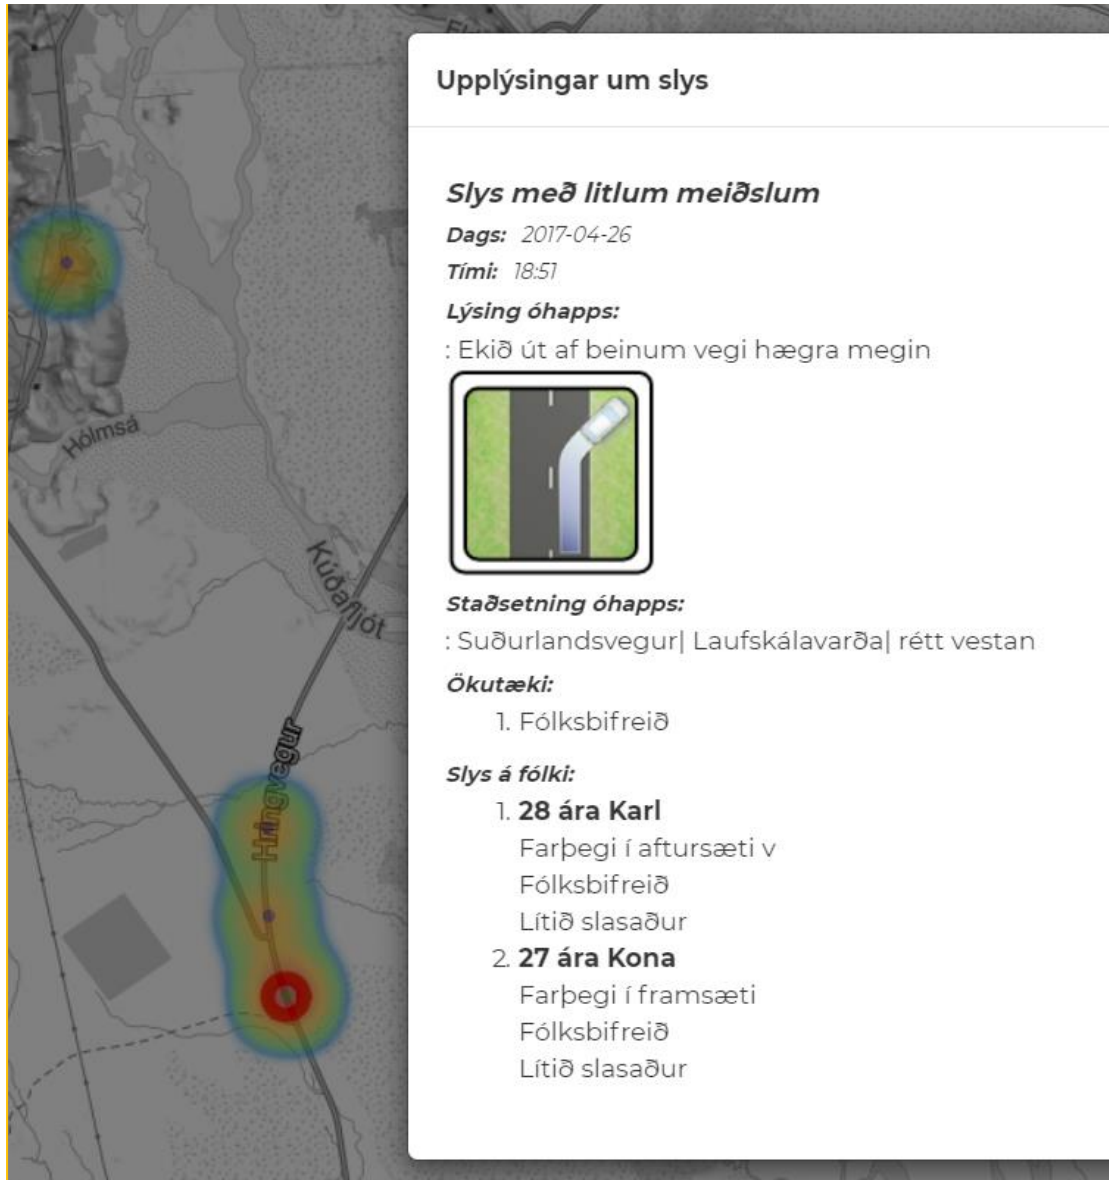 Upplýsingar um slys
Slys með litlum meiðslum
Dags: 2017-04-26
Tími: 18:51
Lýsing óhapps:
: Ekið út af beinum vegi hægra megin
Hólmsá
Kúðafljót
Staðsetning óhapps:
: Suðurlandsvegur| Laufskálavarða| rétt vestan
Ökutæki:
1. Fólksbifreið
Hringvegur
Slys á fólki:
1. 28 ára Karl
Farþegi í aftursæti v
Fólksbifreið
Lítið slasaður
2. 27 ára Kona
Farþegi í framsæti
Fólksbifreið
Lítið slasaður